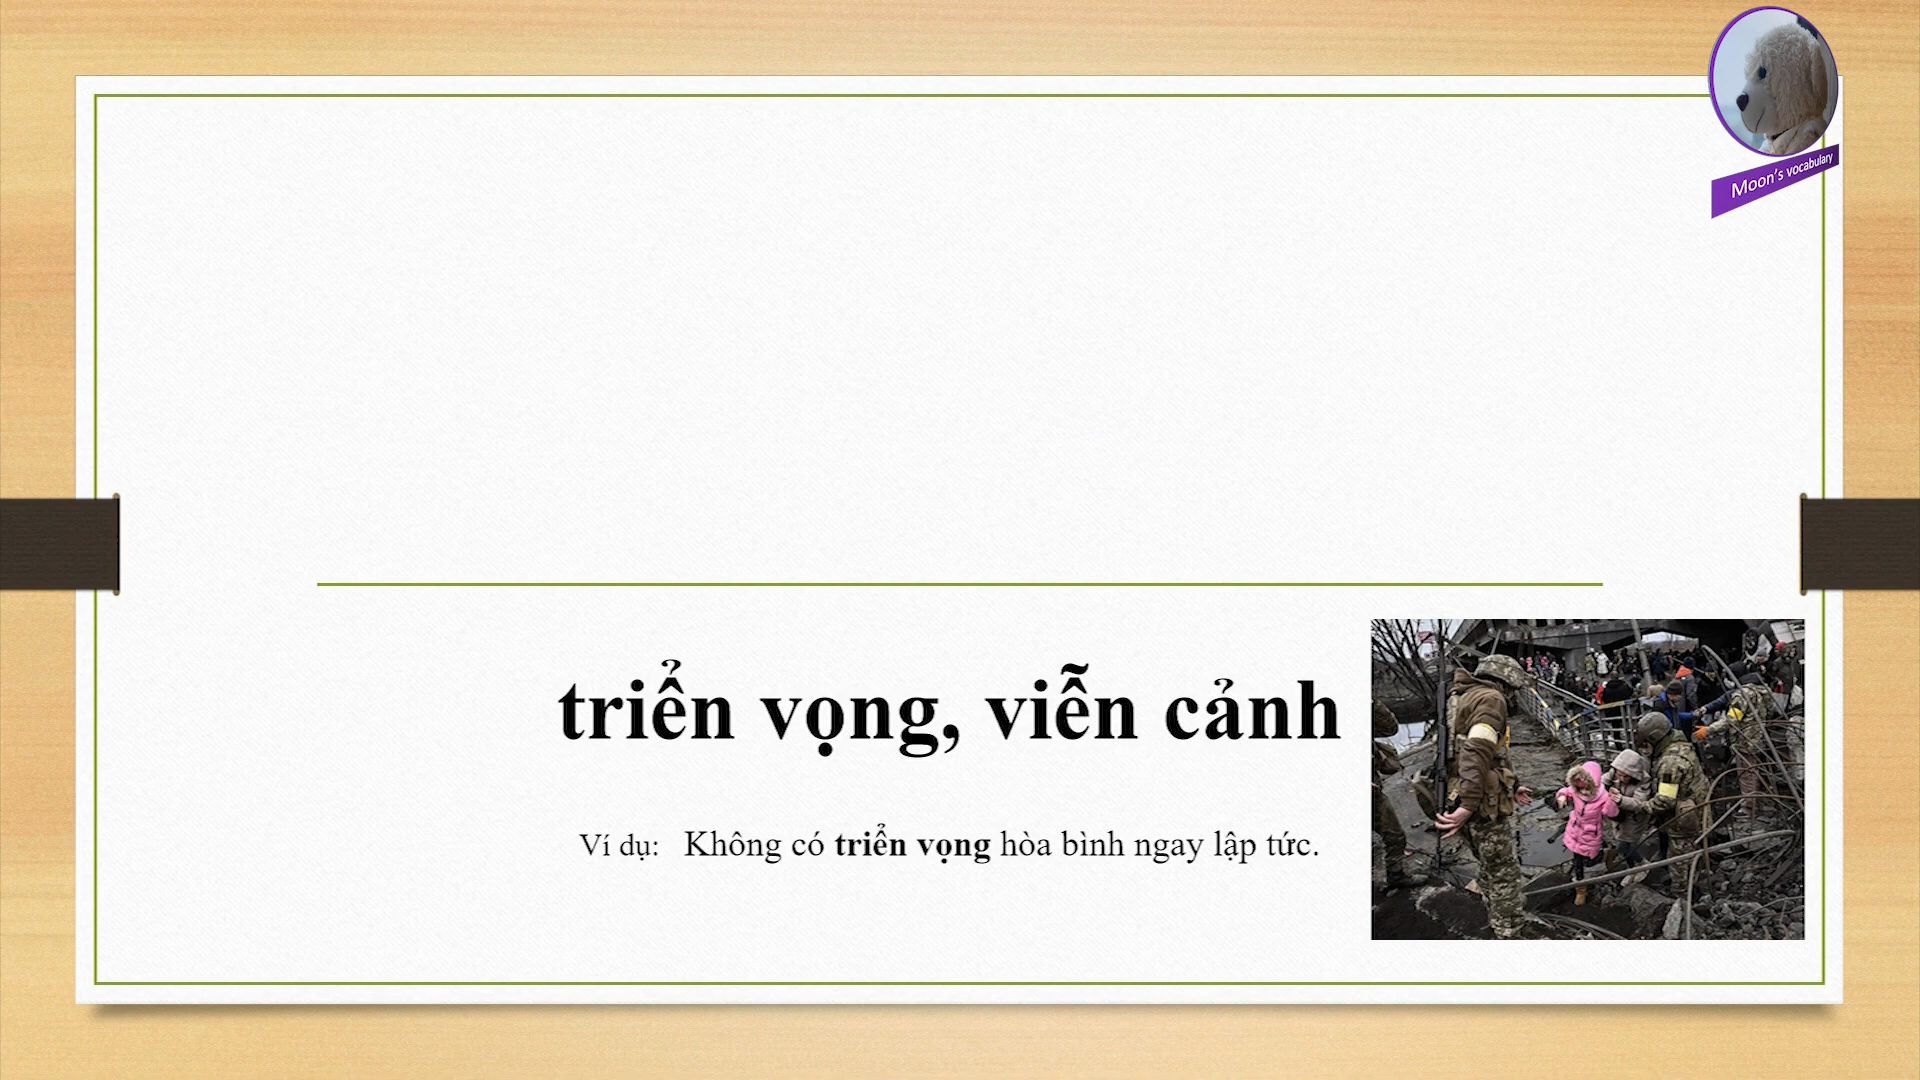 Moon's vocabulary
triển vọng, viễn cảnh
Ví dụ: Không có triển vọng hòa bình ngay lập tức.